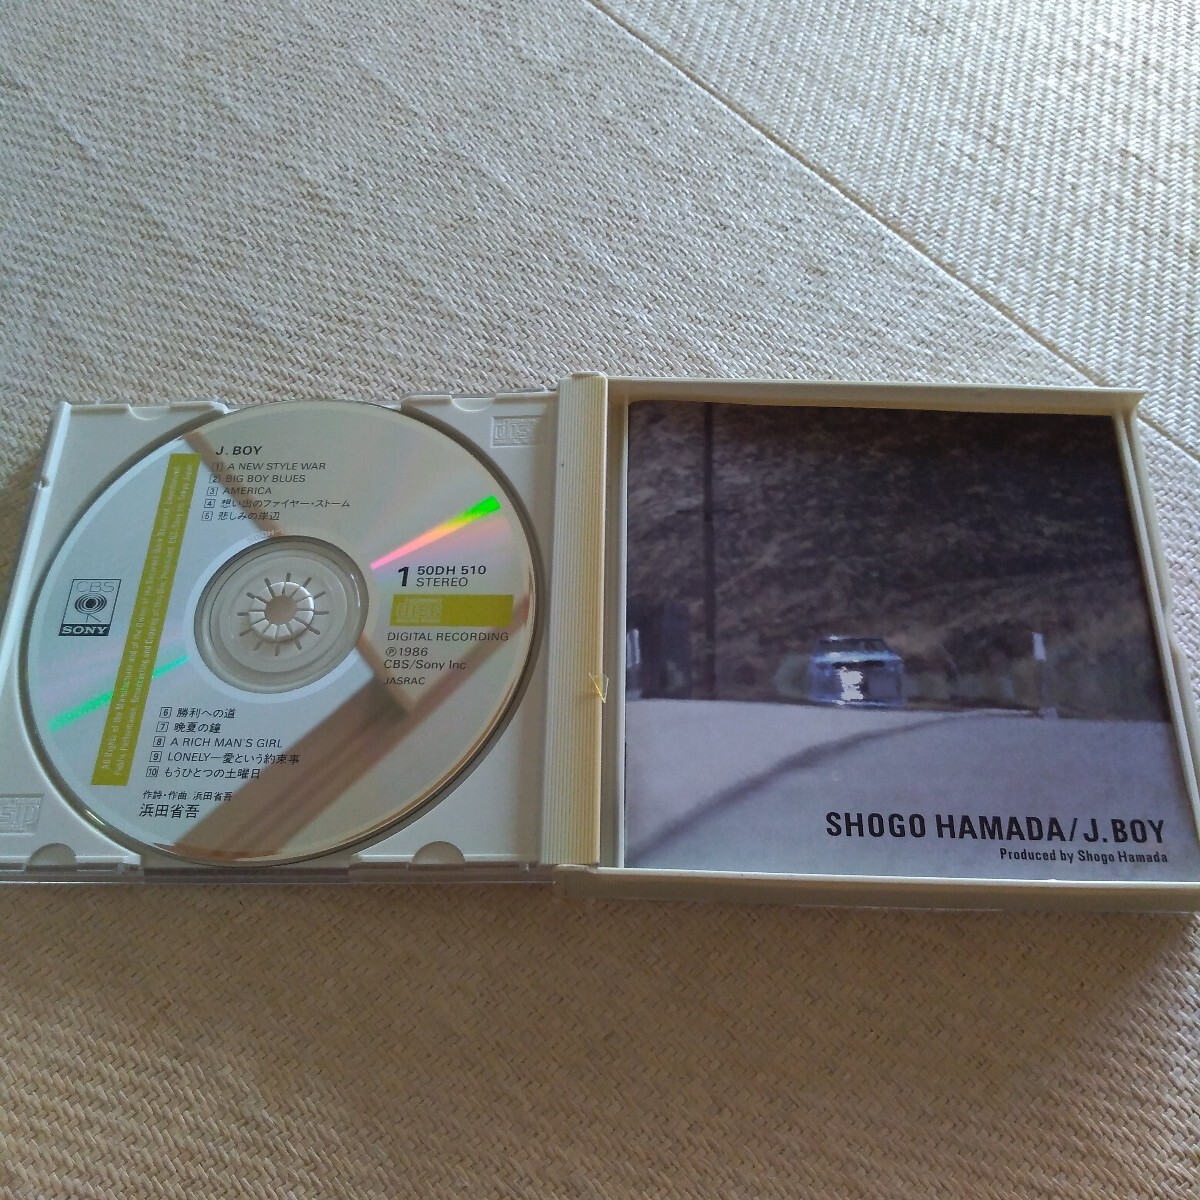 J. BOY
1 A NEW STYLE WAR
2 BIG BOY BLUES
3 AMERICA
4 想い出のファイヤー・ストーム
5 悲しみの岸辺
CBS
SONY
1 50DH 510
STEREO
disc
DIGITAL RECORDING
Ⓟ1986
CBS/Sony Inc.
JASRAC
6 勝利への道
7 晩夏の鐘
8 A RICH MAN'S GIRL
9 LONELY—愛という約束事
10 もうひとつの土曜日
作詩・作曲 浜田省吾
浜田省吾
disc
SHOGO HAMADA/J.BOY
Produced by Shogo Hamada